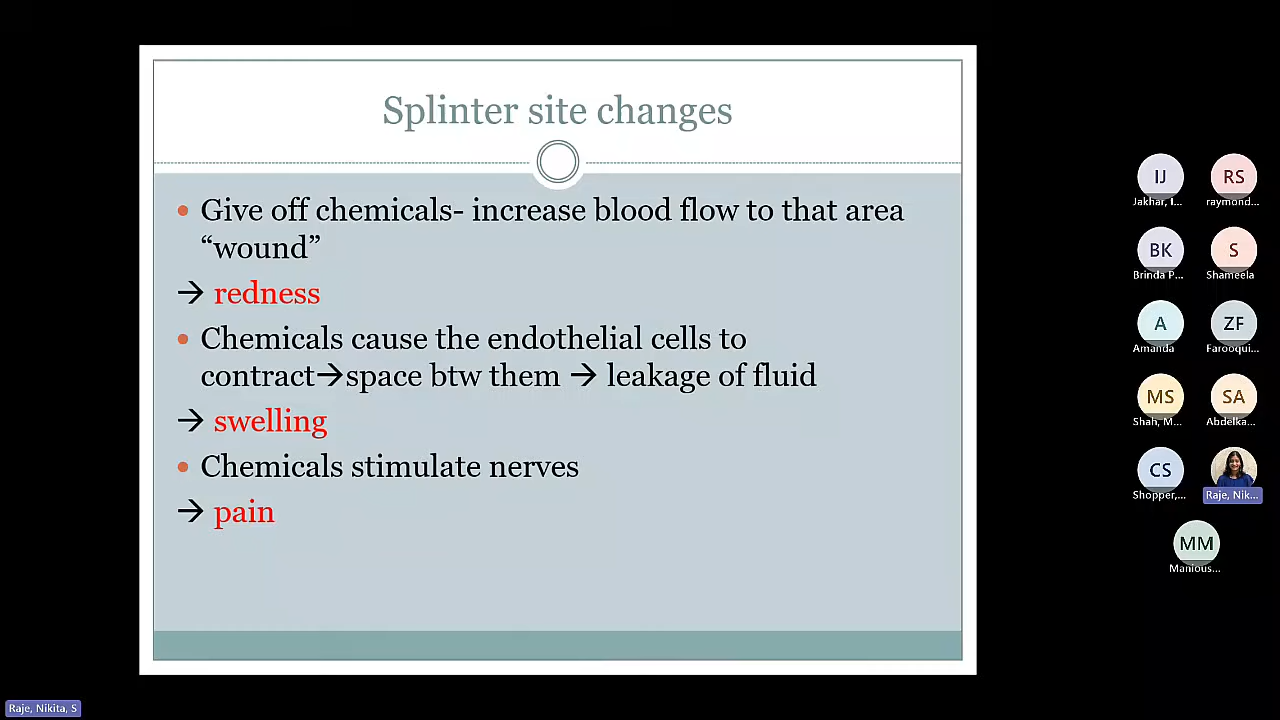 Splinter site changes
• Give off chemicals- increase blood flow to that area
“wound”
→ redness
• Chemicals cause the endothelial cells to
contract→space btw them → leakage of fluid
→ swelling
• Chemicals stimulate nerves
→ pain
IJ
Jakhar, I...
RS
raymond...
BK
Brinda P...
S
Shameela
A
Amanda
ZF
Farooqui...
MS
Shah, M...
SA
Abdelka...
CS
Shopper,...
Raje, Nik...
MM
Manious...
Raje, Nikita, S